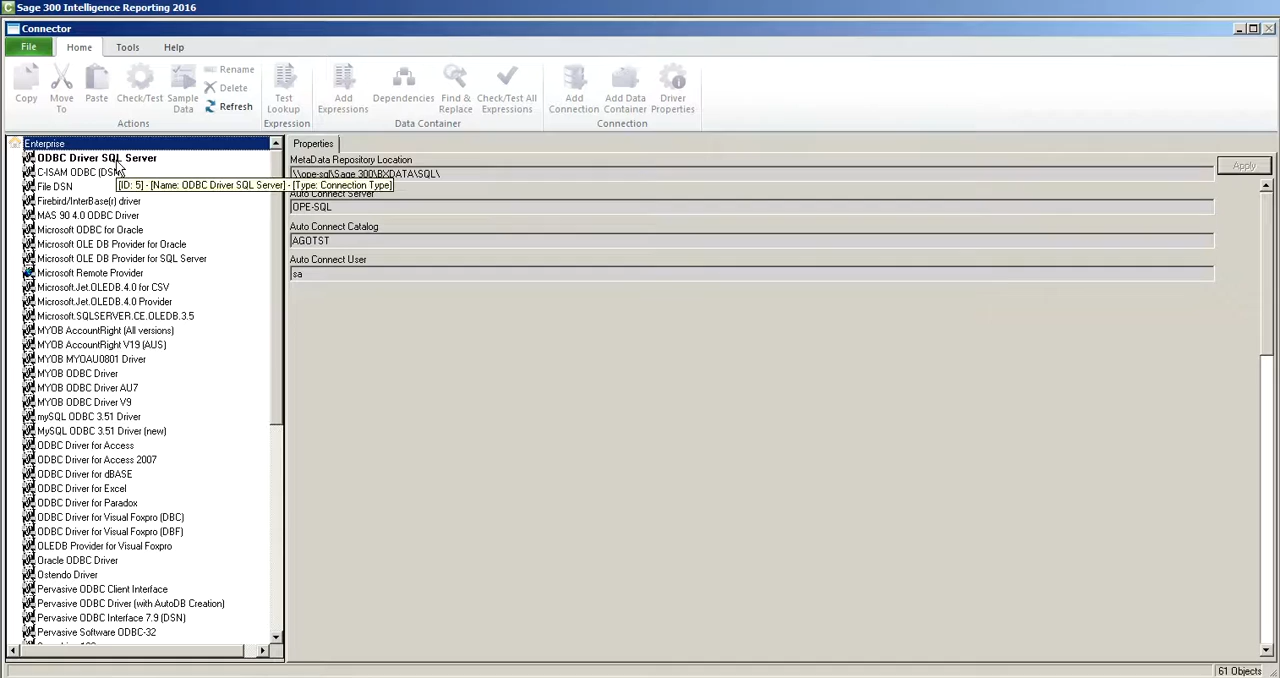 Sage 300 Intelligence Reporting 2016
Connector
File Home Tools Help
Copy
Move To
Paste
Check/Test
Sample Data
Rename
Delete
Refresh
Actions
Test Lookup
Expression
Add Expressions
Dependencies
Find & Replace
Check/Test All Expressions
Data Container
Add Connection
Add Data Container
Driver Properties
Connection
Enterprise
ODBC Driver SQL Server
C-ISAM ODBC (DSN)
[ID: 5] - [Name: ODBC Driver SQL Server] - [Type: Connection Type]
File DSN
Firebird/InterBase(r) driver
MAS 90 4.0 ODBC Driver
Microsoft ODBC for Oracle
Microsoft OLE DB Provider for Oracle
Microsoft OLE DB Provider for SQL Server
Microsoft Remote Provider
Microsoft.Jet.OLEDB.4.0 for CSV
Microsoft.Jet.OLEDB.4.0 Provider
Microsoft.SQLSERVER.CE.OLEDB.3.5
MYOB AccountRight (All versions)
MYOB AccountRight V19 (AUS)
MYOB MYOAU0801 Driver
MYOB ODBC Driver
MYOB ODBC Driver AU7
MYOB ODBC Driver V9
mySQL ODBC 3.51 Driver
MySQL ODBC 3.51 Driver (new)
ODBC Driver for Access
ODBC Driver for Access 2007
ODBC Driver for dBASE
ODBC Driver for Excel
ODBC Driver for Paradox
ODBC Driver for Visual Foxpro (DBC)
ODBC Driver for Visual Foxpro (DBF)
OLEDB Provider for Visual Foxpro
Oracle ODBC Driver
Ostendo Driver
Pervasive ODBC Client Interface
Pervasive ODBC Driver (with AutoDB Creation)
Pervasive ODBC Interface 7.9 (DSN)
Pervasive Software ODBC-32
Properties
MetaData Repository Location
\\ope-sql\Sage 300\BXDATA\SQL\
Apply
Auto Connect Server
OPE-SQL
Auto Connect Catalog
AGOTST
Auto Connect User
sa
61 Objects